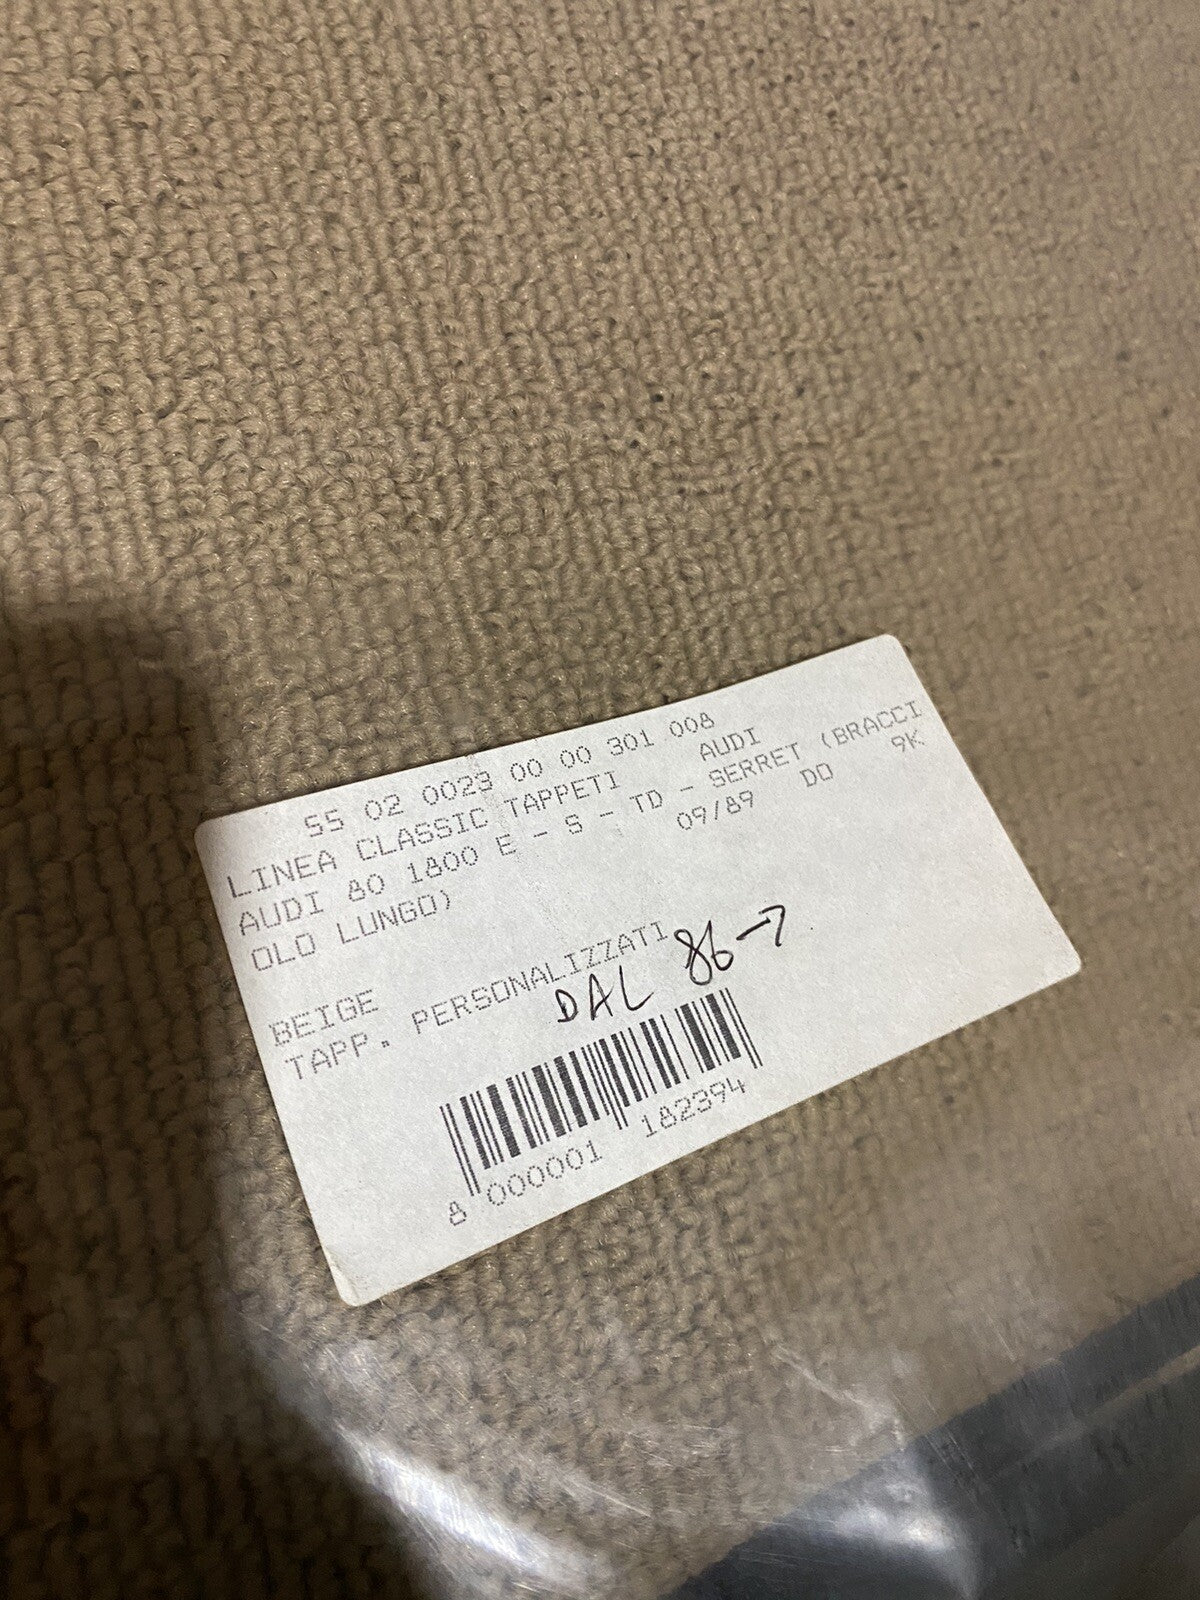 55 02 0023 00 00 301 008
LINEA CLASSIC TAPPETI AUDI
AUDI 80 1800 E - S - TD - SERRET (BRACCI
OLO LUNGO) 09/89 DO 9K
BEIGE
TAPP. PERSONALIZZATI
DAL 86→
8 000001 182394